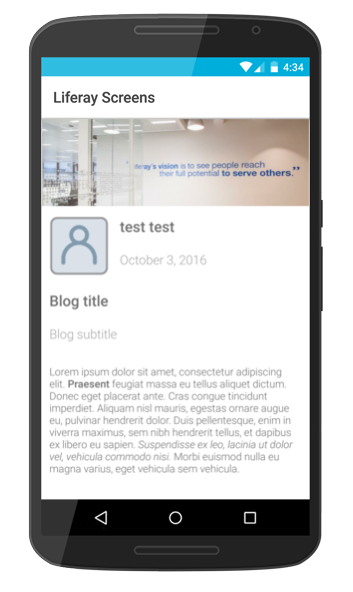 4:34
Liferay Screens
liferay's vision is to see people reach
their full potential to serve others.”
test test
October 3, 2016
Blog title
Blog subtitle
Lorem ipsum dolor sit amet, consectetur adipiscing
elit. Praesent feugiat massa eu tellus aliquet dictum.
Donec eget placerat ante. Cras congue tincidunt
imperdiet. Aliquam nisl mauris, egestas ornare augue
eu, pulvinar hendrerit dolor. Duis pellentesque, enim in
viverra maximus, sem nibh hendrerit tellus, et dapibus
ex libero eu sapien. Suspendisse ex leo, lacinia ut dolor
vel, vehicula commodo nisi. Morbi euismod nulla eu
magna varius, eget vehicula sem vehicula.